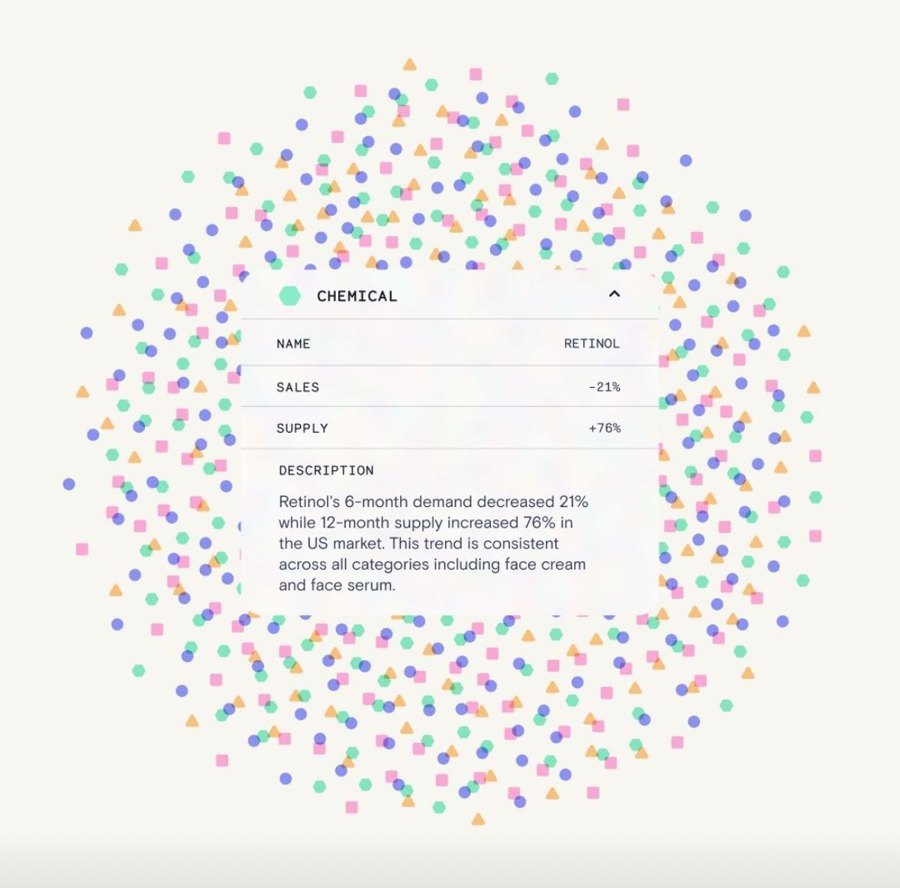 CHEMICAL
NAME RETINOL
SALES -21%
SUPPLY +76%
DESCRIPTION
Retinol's 6-month demand decreased 21%
while 12-month supply increased 76% in
the US market. This trend is consistent
across all categories including face cream
and face serum.